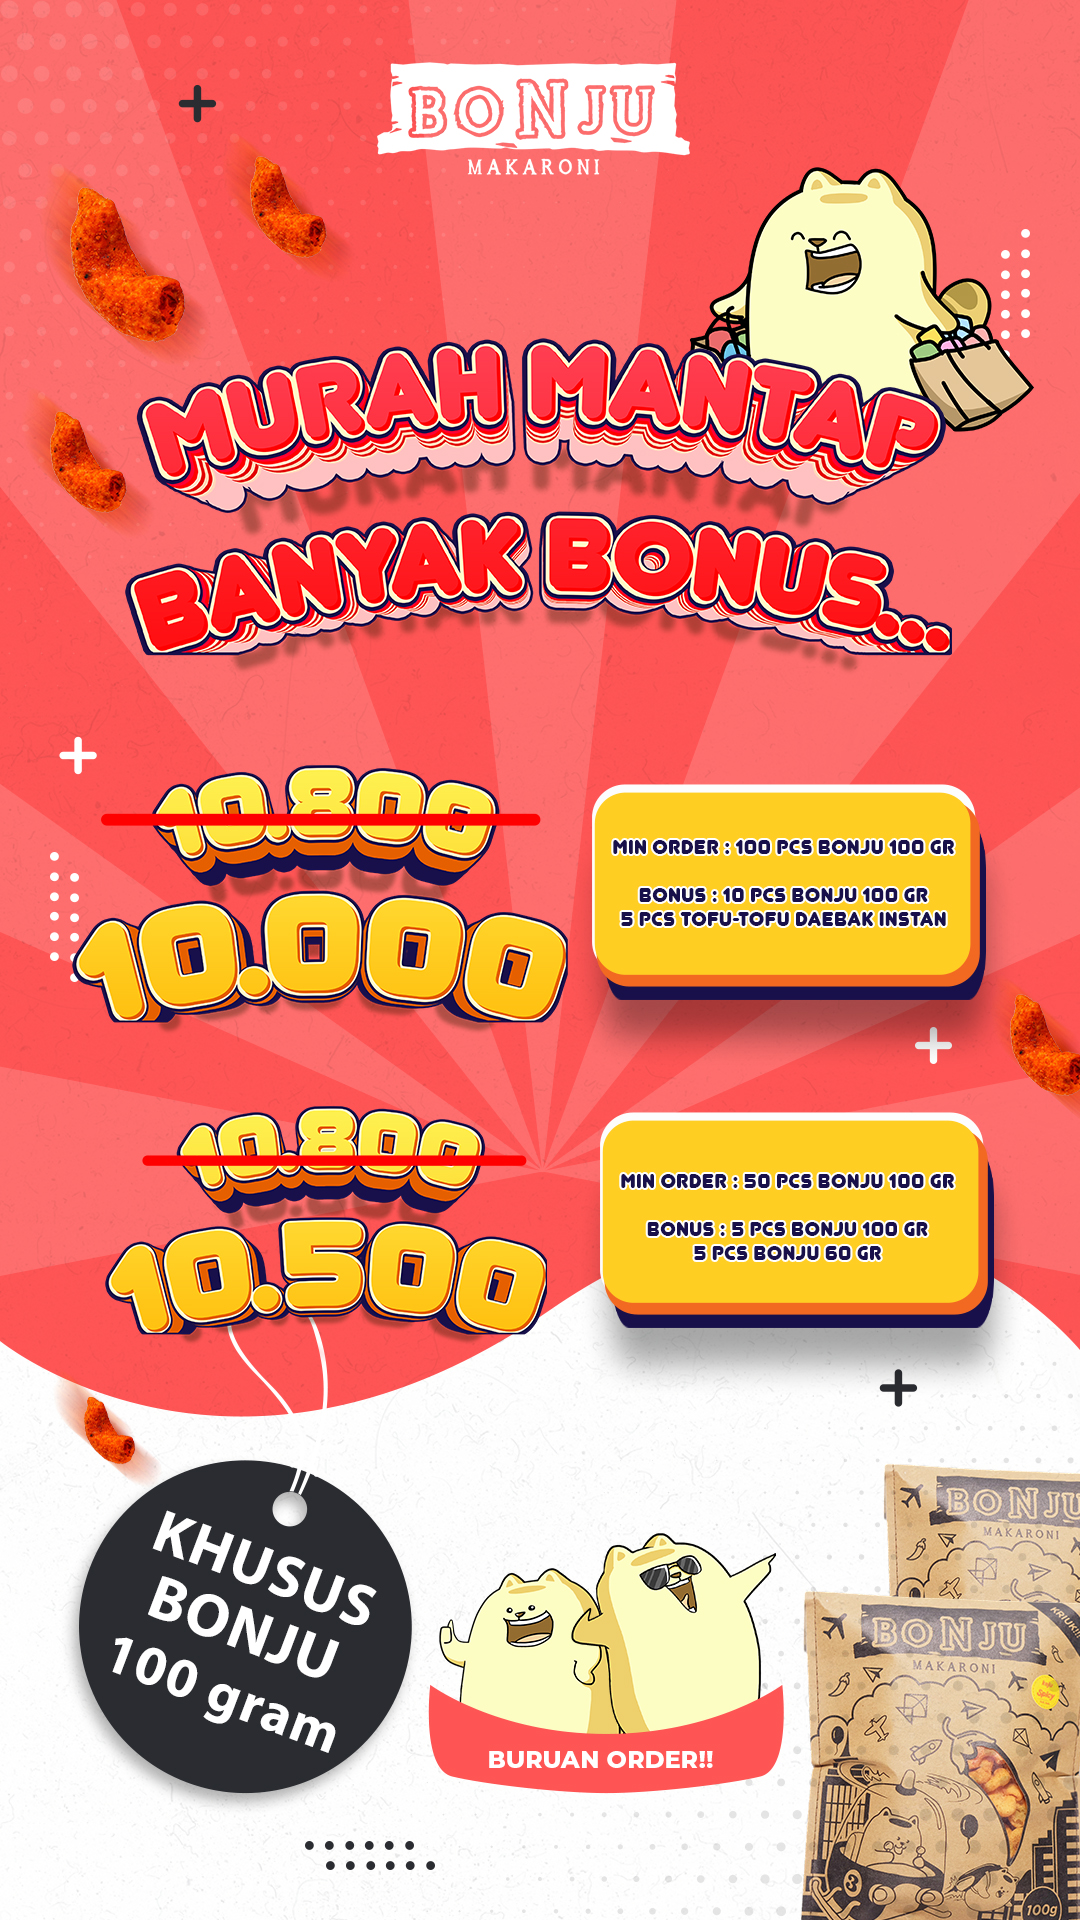 BONJU
MAKARONI
MURAH MANTAP
BANYAK BONUS...
10.800
10.000
MIN ORDER : 100 PCS BONJU 100 GR
BONUS : 10 PCS BONJU 100 GR
5 PCS TOFU-TOFU DAEBAK INSTAN
10.800
10.500
MIN ORDER : 50 PCS BONJU 100 GR
BONUS : 5 PCS BONJU 100 GR
5 PCS BONJU 60 GR
KHUSUS
BONJU
100 gram
BURUAN ORDER!!
BONJU
MAKARONI
KRIUK!!
BONJU
MAKARONI
Spicy
3
100g